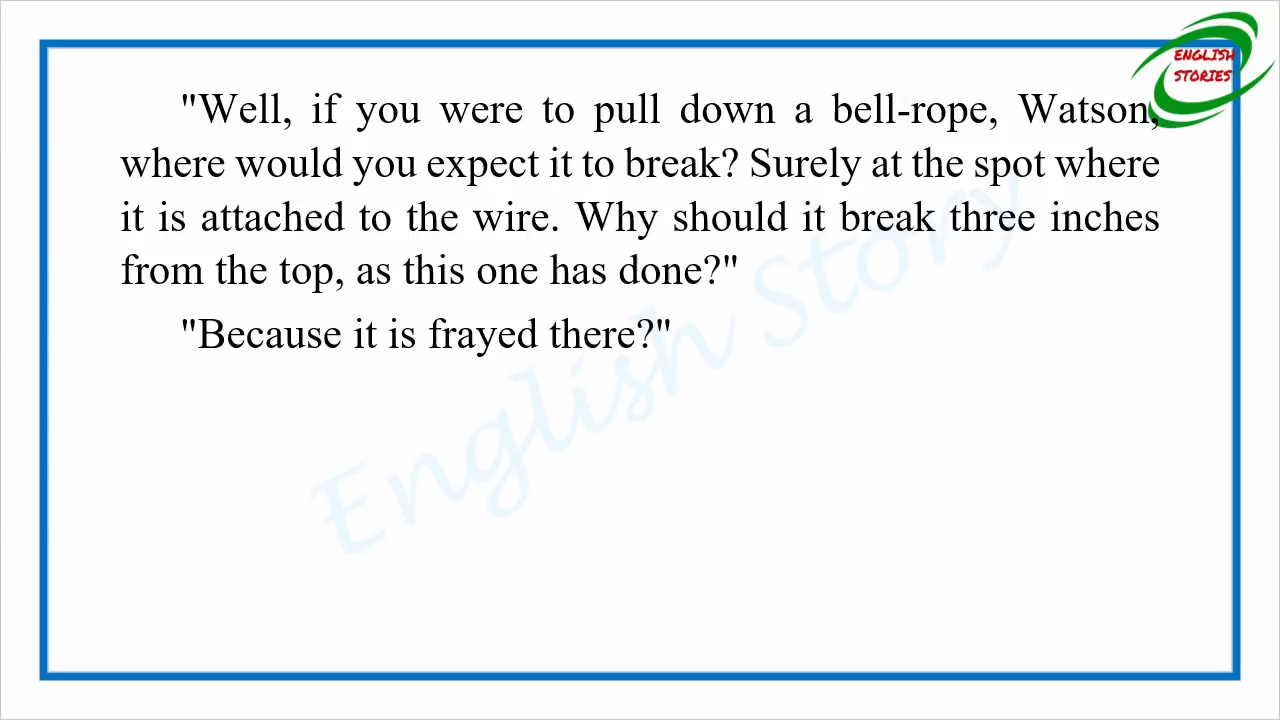 ENGLISH
STORIES
"Well, if you were to pull down a bell-rope, Watson,
where would you expect it to break? Surely at the spot where
it is attached to the wire. Why should it break three inches
from the top, as this one has done?"
"Because it is frayed there?"
English Story